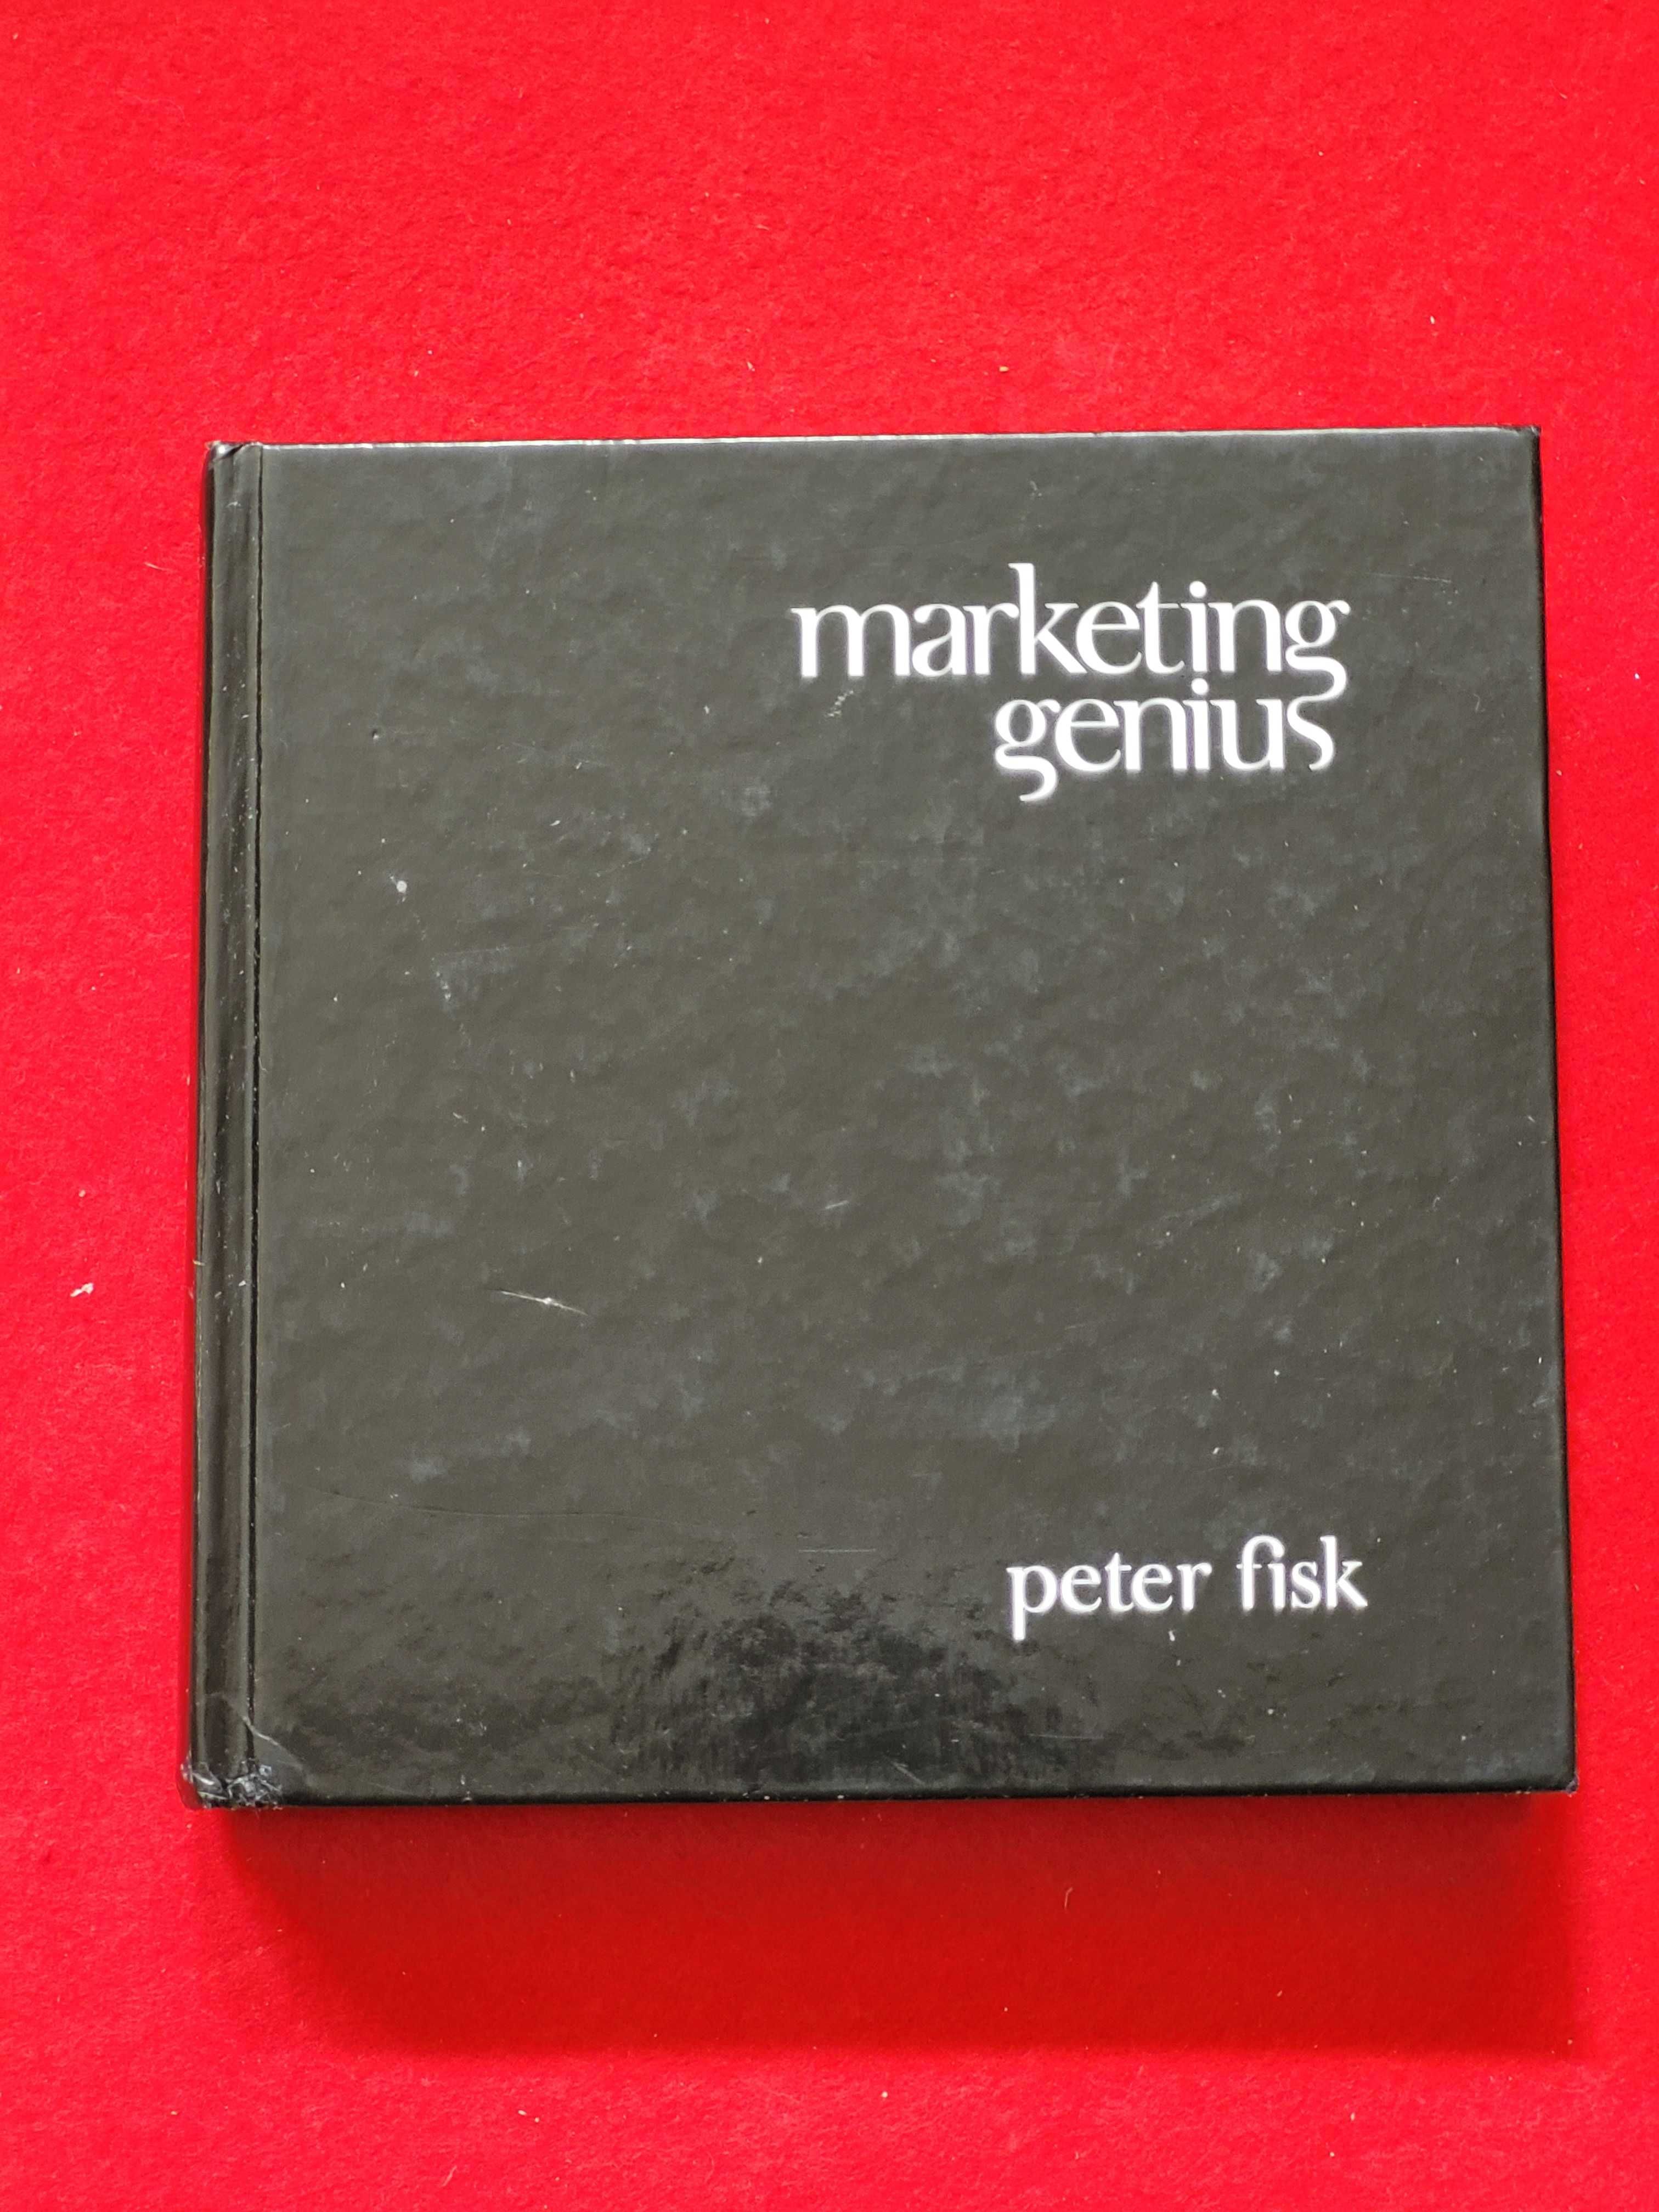 marketing
genius
peter fisk